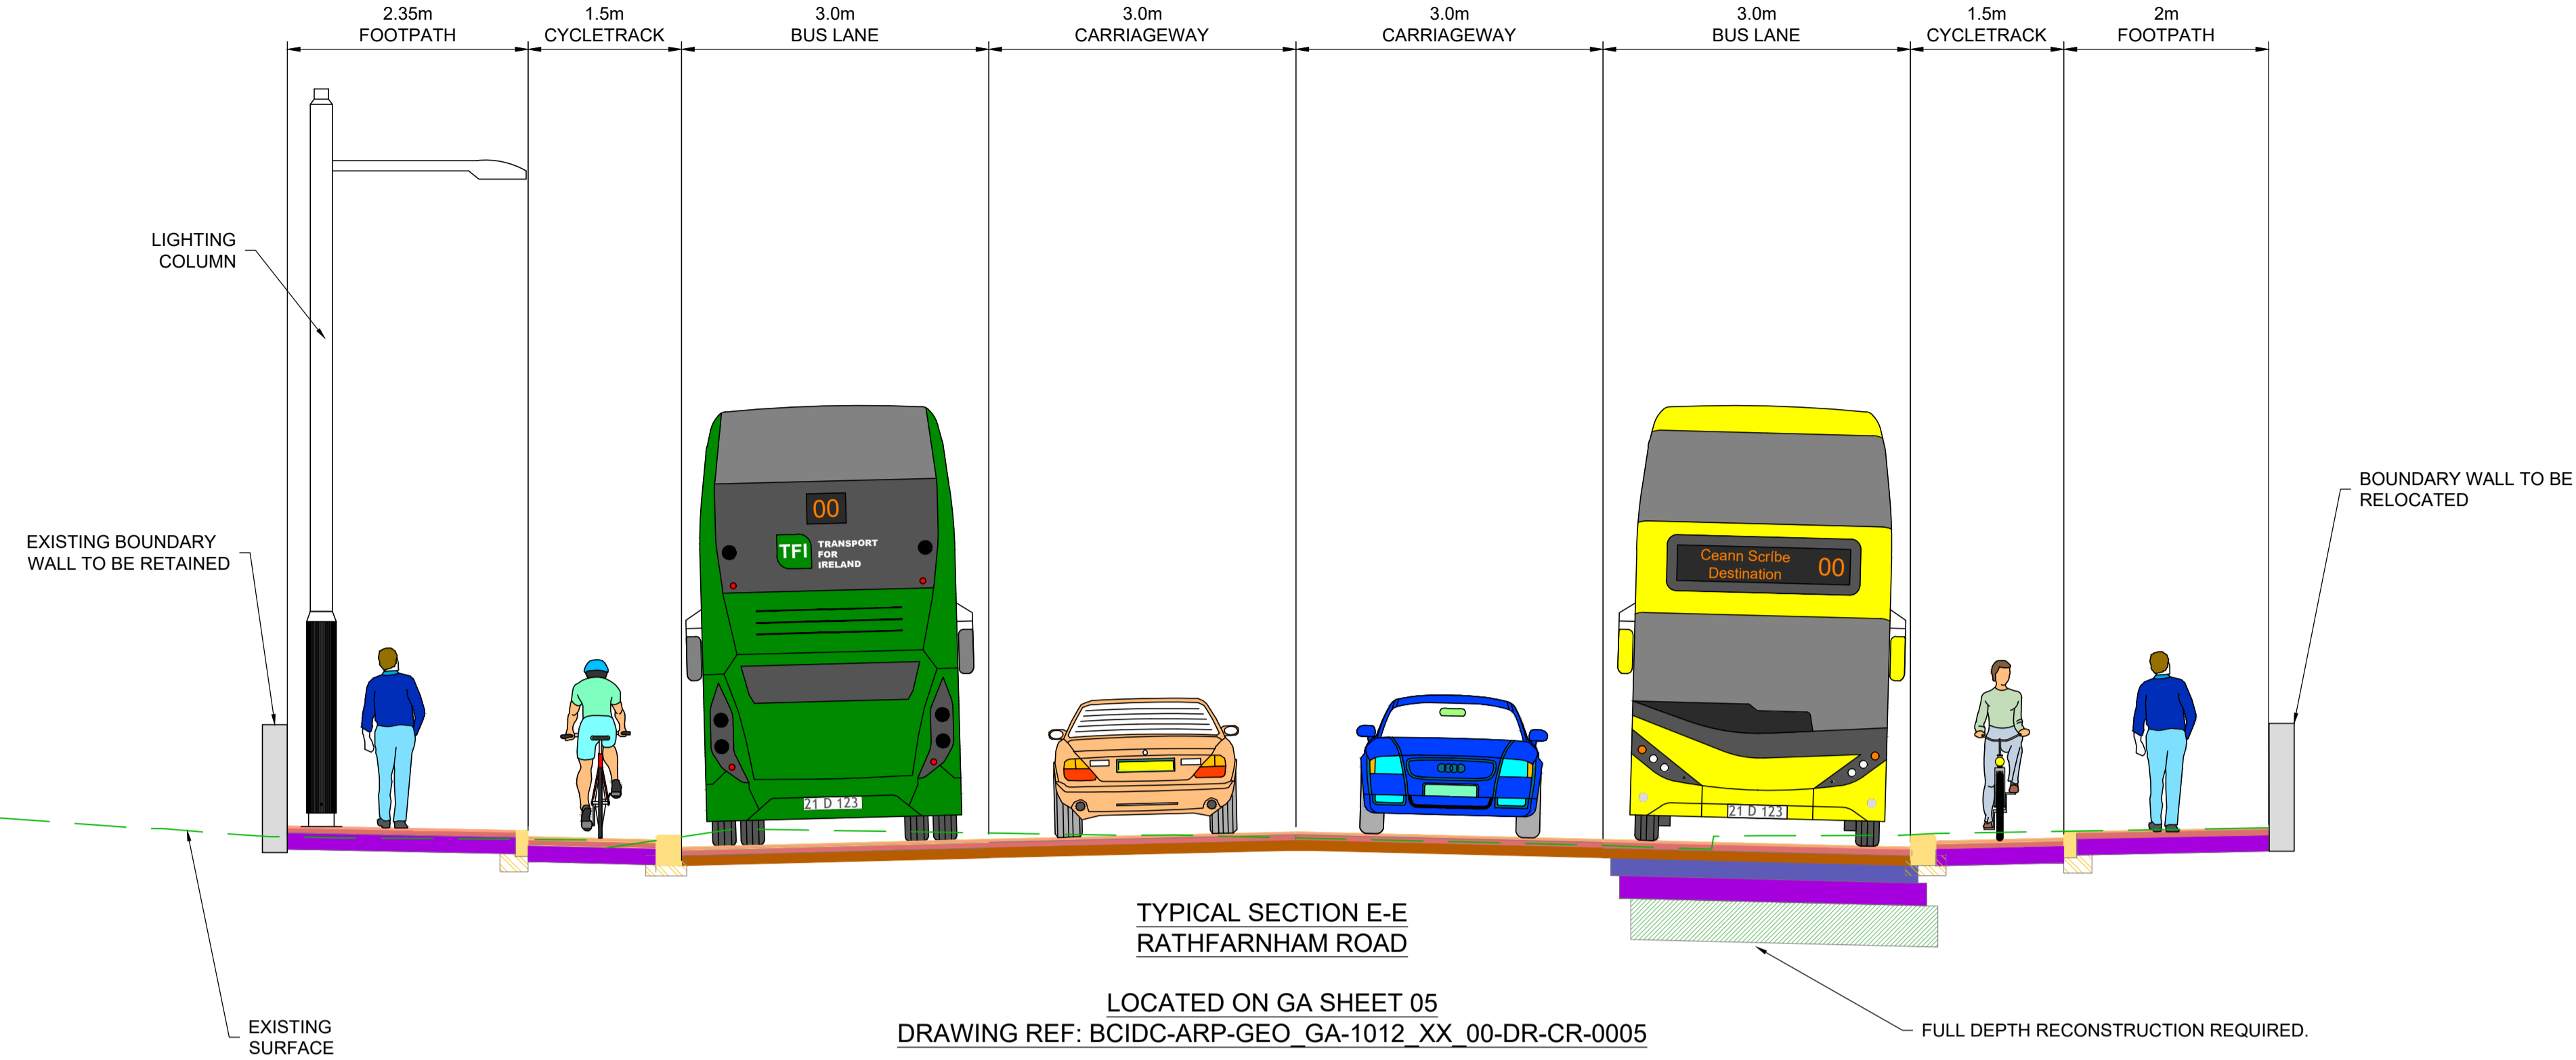 2.35m
FOOTPATH
1.5m
CYCLETRACK
3.0m
BUS LANE
3.0m
CARRIAGEWAY
3.0m
CARRIAGEWAY
3.0m
BUS LANE
1.5m
CYCLETRACK
2m
FOOTPATH
LIGHTING
COLUMN
EXISTING BOUNDARY
WALL TO BE RETAINED
00
TFI
TRANSPORT
FOR
IRELAND
21 D 123
Ceann Scríbe
Destination
00
21 D 123
BOUNDARY WALL TO BE
RELOCATED
EXISTING
SURFACE
FULL DEPTH RECONSTRUCTION REQUIRED.
TYPICAL SECTION E-E
RATHFARNHAM ROAD
LOCATED ON GA SHEET 05
DRAWING REF: BCIDC-ARP-GEO_GA-1012_XX_00-DR-CR-0005